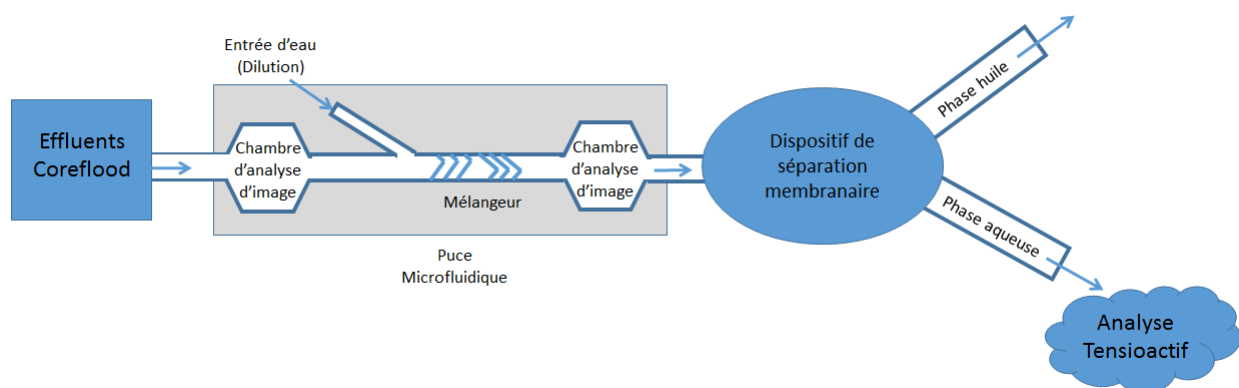 Entrée d'eau
(Dilution)
Effluents
Coreflood
Chambre
d'analyse
d'image
Mélangeur
Chambre
d'analyse
d'image
Puce
Microfluidique
Dispositif de
séparation
membranaire
Phase huile
Phase aqueuse
Analyse
Tensioactif